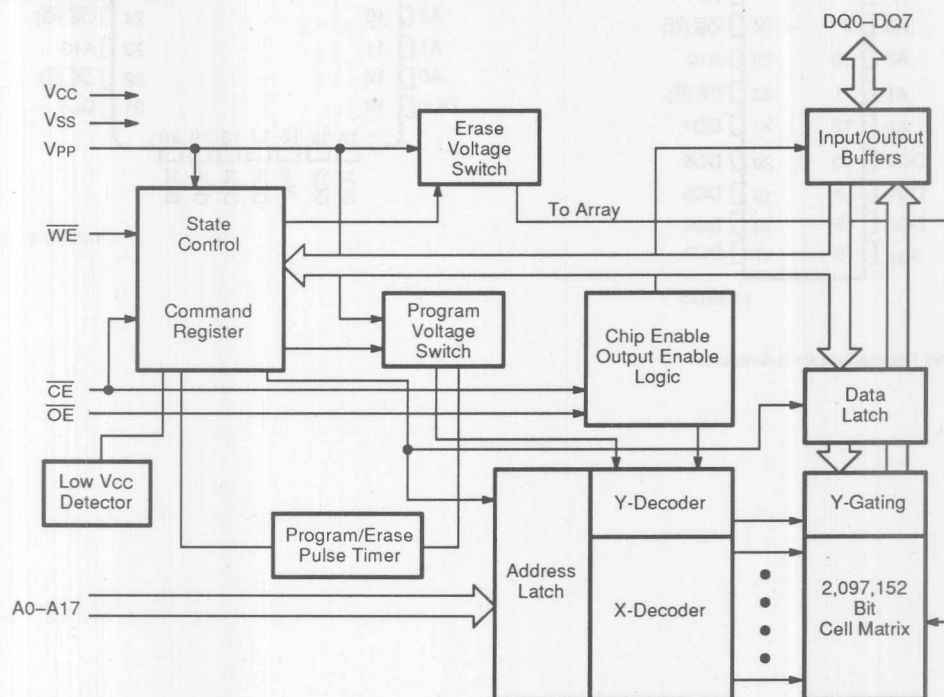 DQ0–DQ7
VCC
VSS
VPP
Erase
Voltage
Switch
Input/Output
Buffers
To Array
WE
State
Control
Command
Register
Program
Voltage
Switch
Chip Enable
Output Enable
Logic
CE
OE
Data
Latch
Low VCC
Detector
Program/Erase
Pulse Timer
Y-Decoder
Y-Gating
Address
Latch
X-Decoder
2,097,152
Bit
Cell Matrix
A0–A17